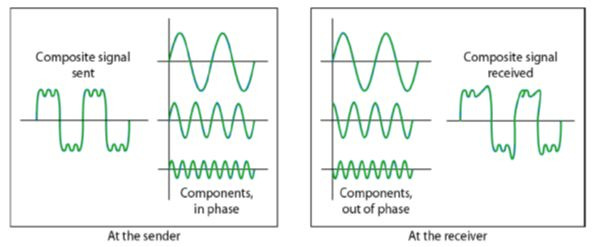 Composite signal
sent
Components,
in phase
At the sender
Composite signal
received
Components,
out of phase
At the receiver